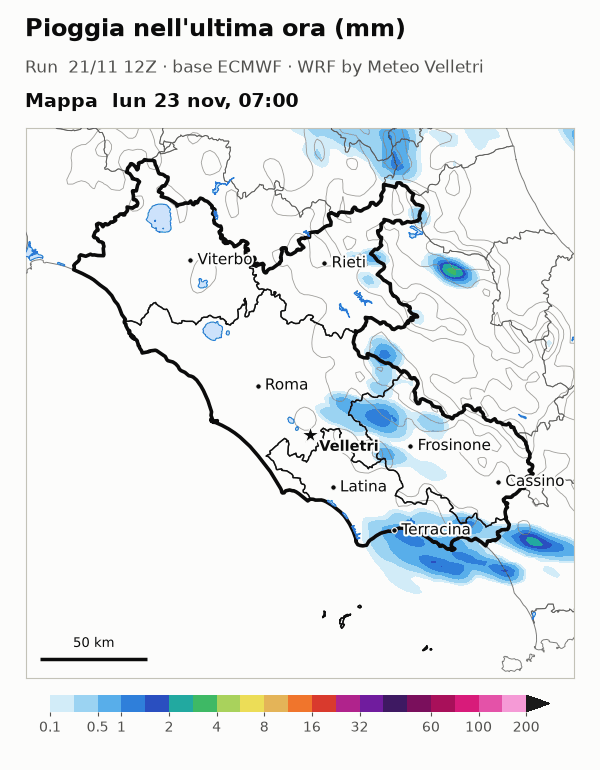 Pioggia nell'ultima ora (mm)
Run  21/11 12Z · base ECMWF · WRF by Meteo Velletri
Mappa  lun 23 nov, 07:00
Viterbo
Rieti
Roma
Velletri
Frosinone
Latina
Cassino
Terracina
50 km
0.1 0.5 1 2 4 8 16 32 60 100 200